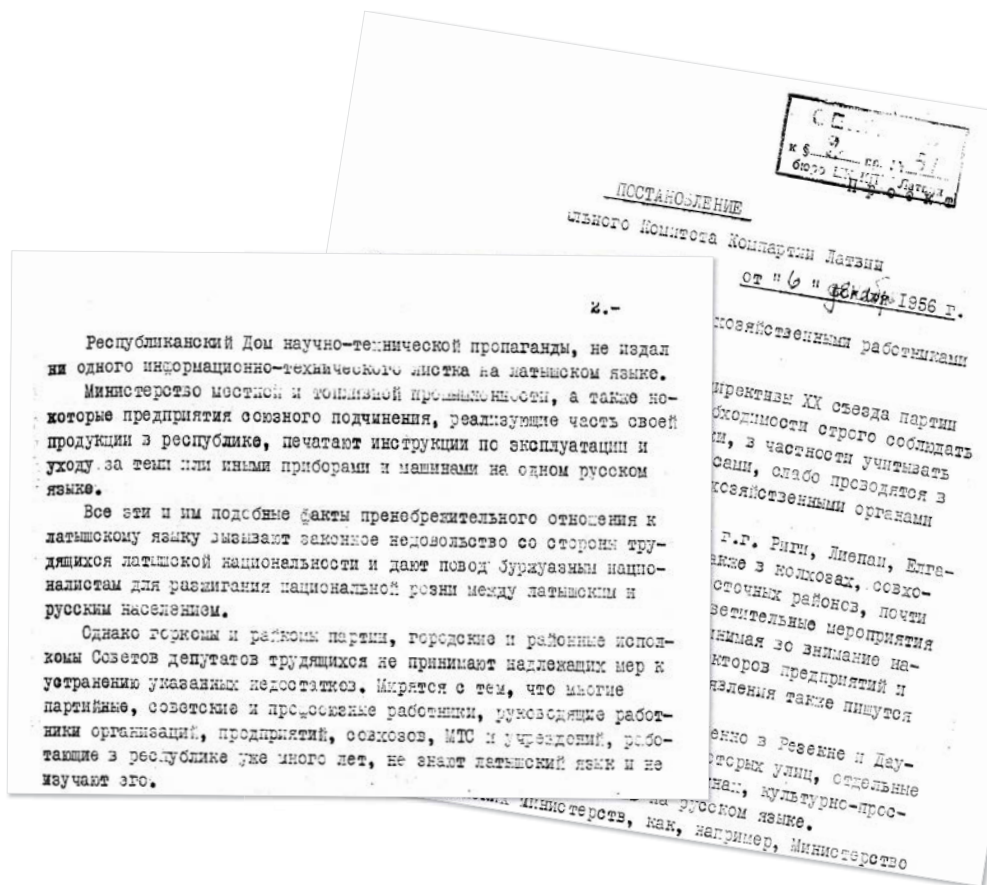 к §
бюро
Проект
ПОСТАНОВЛЕНИЕ
Комитета Компартии Латвии
от "6" декабря 1956 г.
хозяйственными работниками
директивы XX съезда партии
строго соблюдать
в частности учитывать
слабо проводятся в
хозяйственными органами
г.г. Риги, Лиепаи, Елга-
также в колхозах, совхо-
районов, почти
мероприятия
во внимание на-
предприятий и
также пишутся
в Резекне и Дау-
улиц, отдельные
культурно-прос-
на русском языке.
министерств, как, например, Министерство
2.-
Республиканский Дом научно-технической пропаганды, не издал
ни одного информационно-технического листка на латышском языке.
Министерство местной и топливной промышленности, а также не-
которые предприятия союзного подчинения, реализующие часть своей
продукции в республике, печатают инструкции по эксплуатации и
уходу за теми или иными приборами и машинами на одном русском
языке.
Все эти и им подобные факты пренебрежительного отношения к
латышскому языку вызывают законное недовольство со стороны тру-
дящихся латышской национальности и дают повод буржуазным нацио-
налистам для разжигания национальной розни между латышским и
русским населением.
Однако горкомы и райкомы партии, городские и районные испол-
комы Советов депутатов трудящихся не принимают надлежащих мер к
устранению указанных недостатков. Мирятся с тем, что многие
партийные, советские и профсоюзные работники, руководящие работ-
ники организаций, предприятий, совхозов, МТС и учреждений, рабо-
тающие в республике уже много лет, не знают латышский язык и не
изучают его.